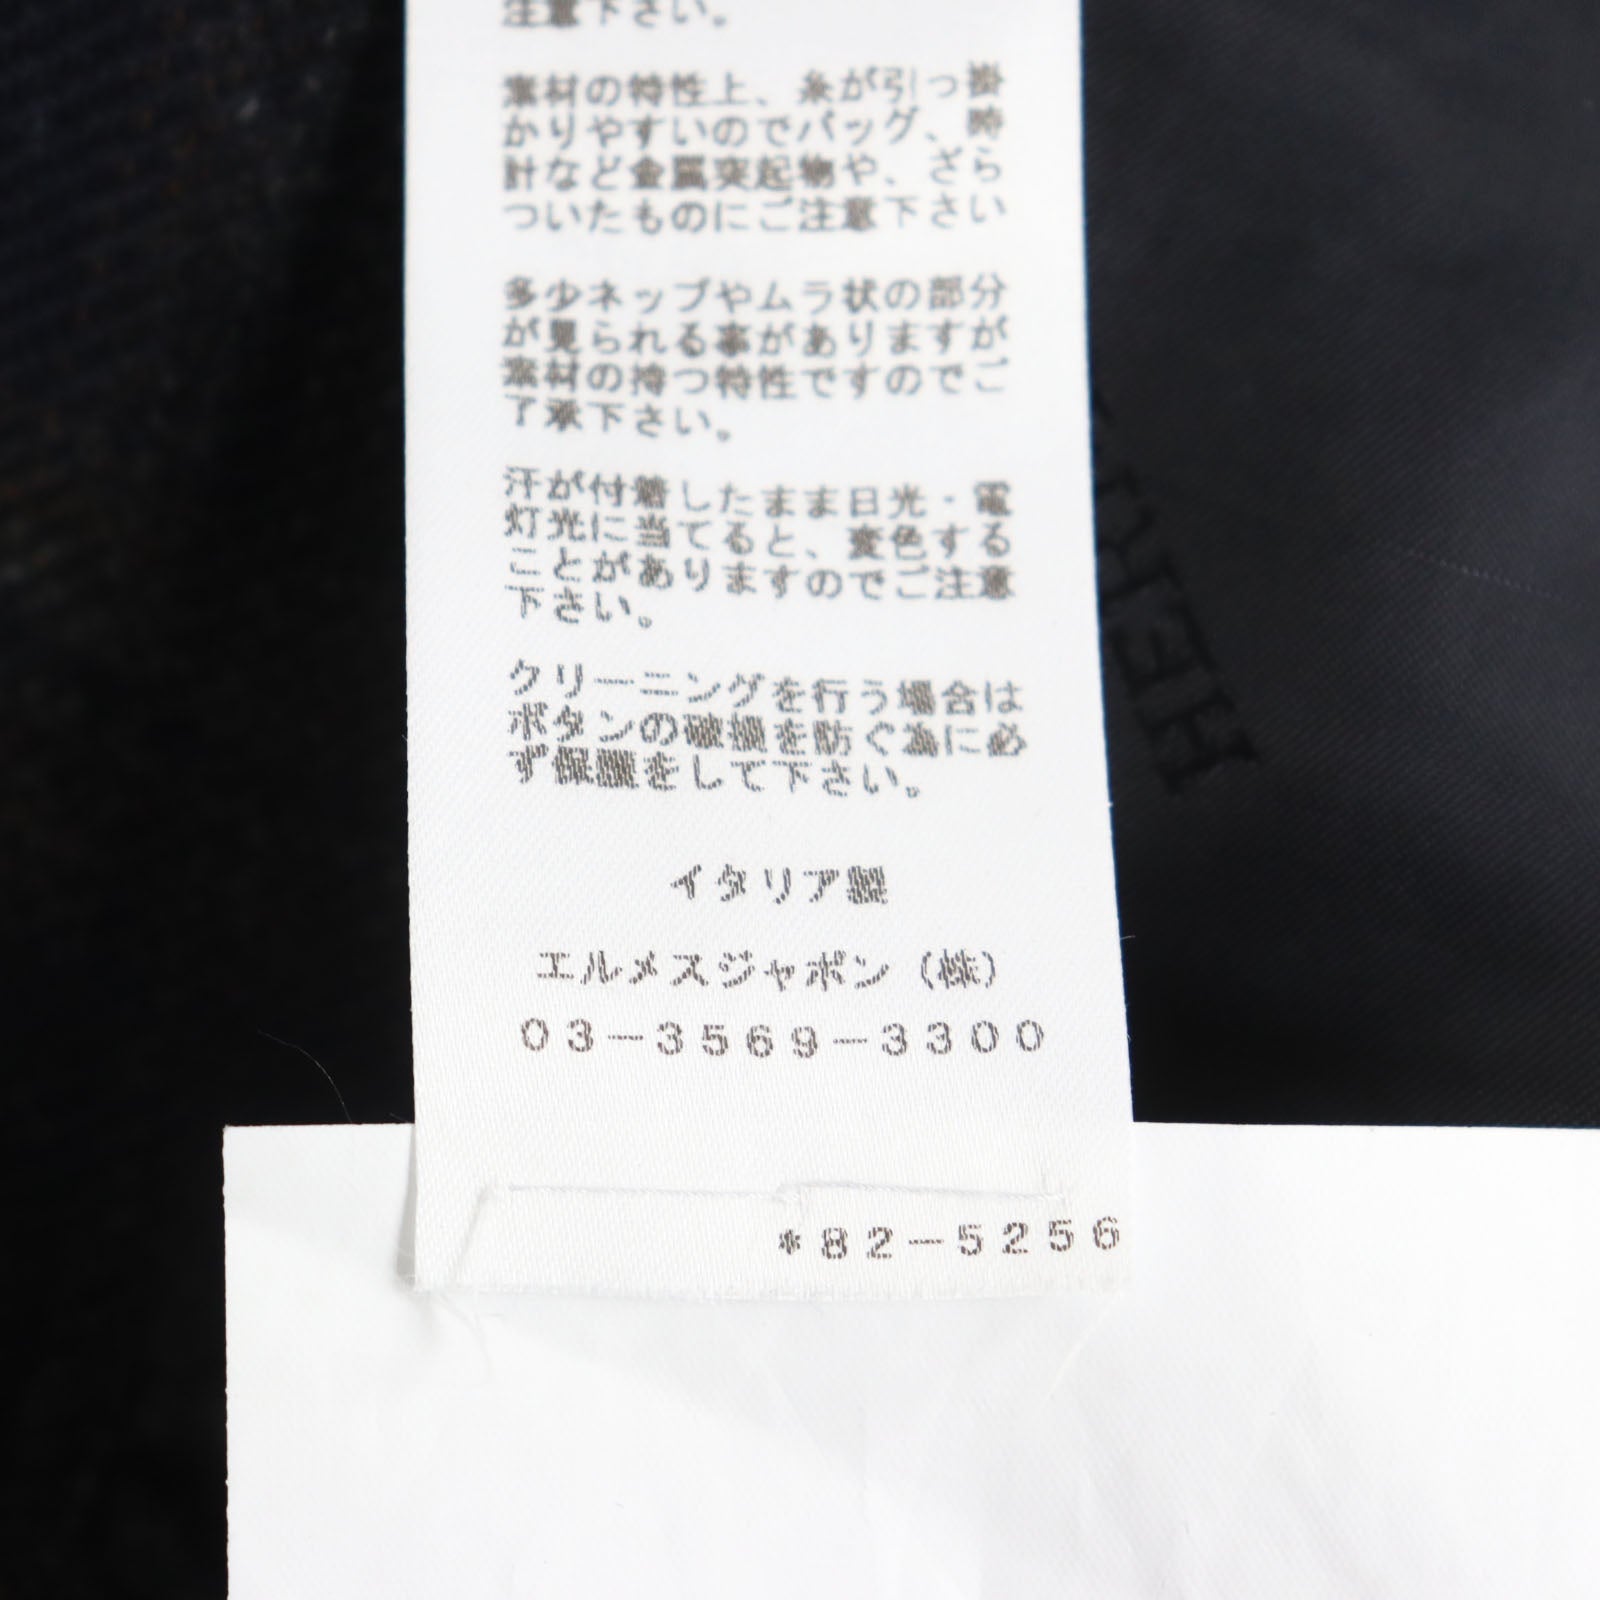 注意下さい。
素材の特性上、糸が引っ掛
かりやすいのでバッグ、時
計など金属突起物や、ざら
ついたものにご注意下さい
多少ネップやムラ状の部分
が見られる事がありますが
素材の持つ特性ですのでご
了承下さい。
汗が付着したまま日光・電
灯光に当てると、変色する
ことがありますのでご注意
下さい。
クリーニングを行う場合は
ボタンの破損を防ぐ為に必
ず保護をして下さい。
イタリア製
エルメスジャポン（株）
03-3569-3300
*82-5256